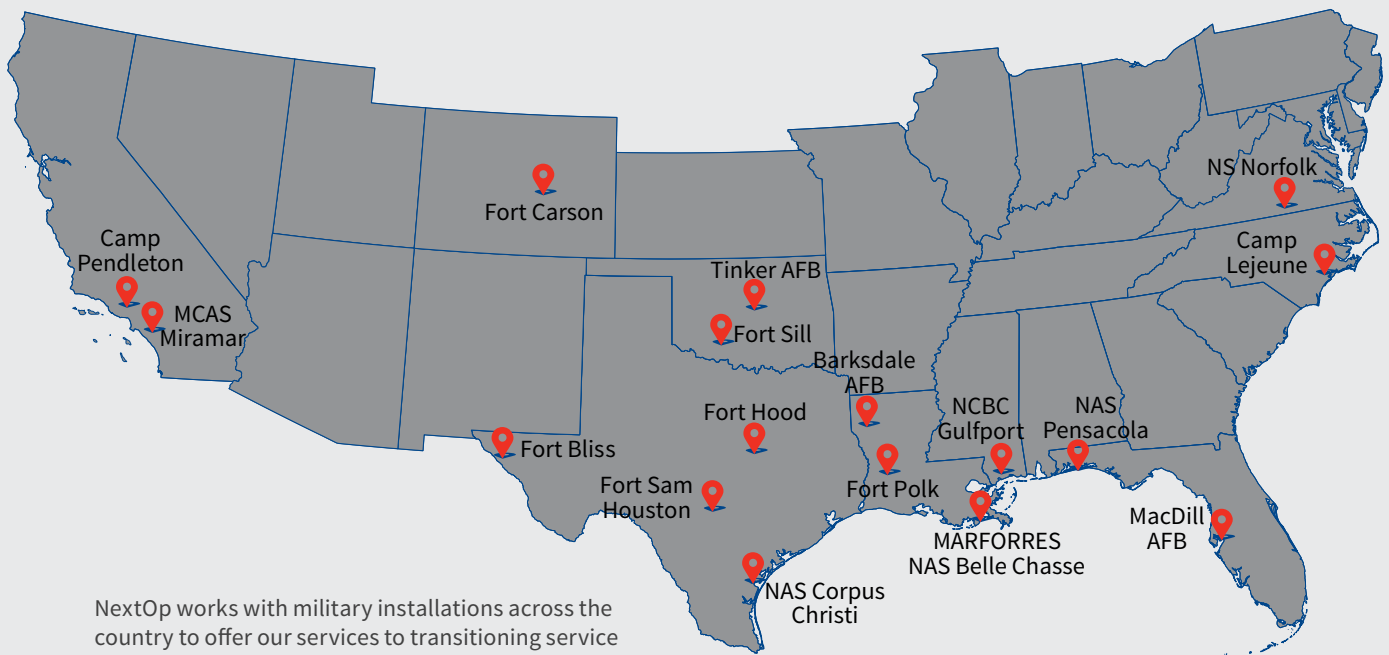 NS Norfolk
Fort Carson
Camp
Pendleton
Camp
Lejeune
Tinker AFB
MCAS
Miramar
Fort Sill
Barksdale
AFB
Fort Hood
NCBC
Gulfport
NAS
Pensacola
Fort Bliss
Fort Sam
Houston
Fort Polk
MacDill
AFB
MARFORRES
NAS Belle Chasse
NAS Corpus
Christi
NextOp works with military installations across the
country to offer our services to transitioning service